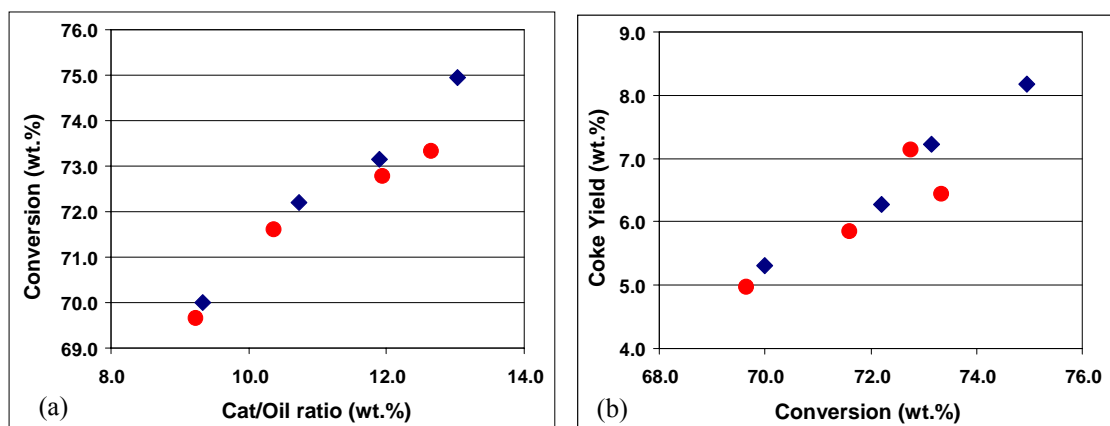 76.0
75.0
74.0
73.0
72.0
71.0
70.0
69.0
Conversion (wt.%)
8.0 10.0 12.0 14.0
Cat/Oil ratio (wt.%)
(a)
9.0
8.0
7.0
6.0
5.0
4.0
Coke Yield (wt.%)
68.0 70.0 72.0 74.0 76.0
Conversion (wt.%)
(b)